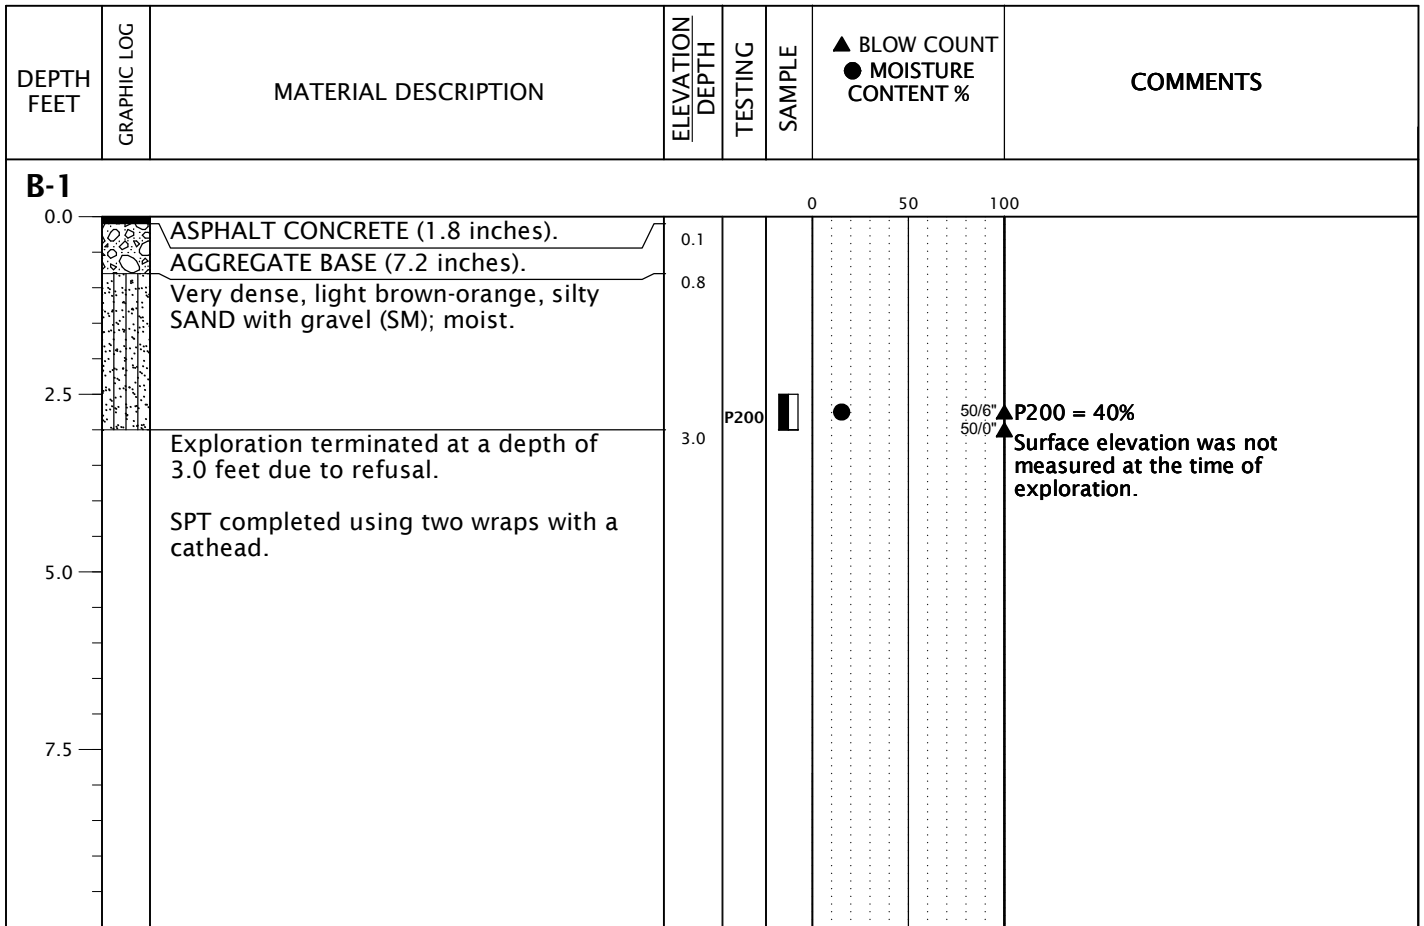 DEPTH
FEET
GRAPHIC LOG
MATERIAL DESCRIPTION
ELEVATION
DEPTH
TESTING
SAMPLE
▲ BLOW COUNT
● MOISTURE
CONTENT %
COMMENTS
B-1
0 50 100
0.0
ASPHALT CONCRETE (1.8 inches).
0.1
AGGREGATE BASE (7.2 inches).
0.8
Very dense, light brown-orange, silty
SAND with gravel (SM); moist.
2.5
P200
50/6"
P200 = 40%
50/0"
3.0
Exploration terminated at a depth of
3.0 feet due to refusal.
Surface elevation was not
measured at the time of
exploration.
SPT completed using two wraps with a
cathead.
5.0
7.5